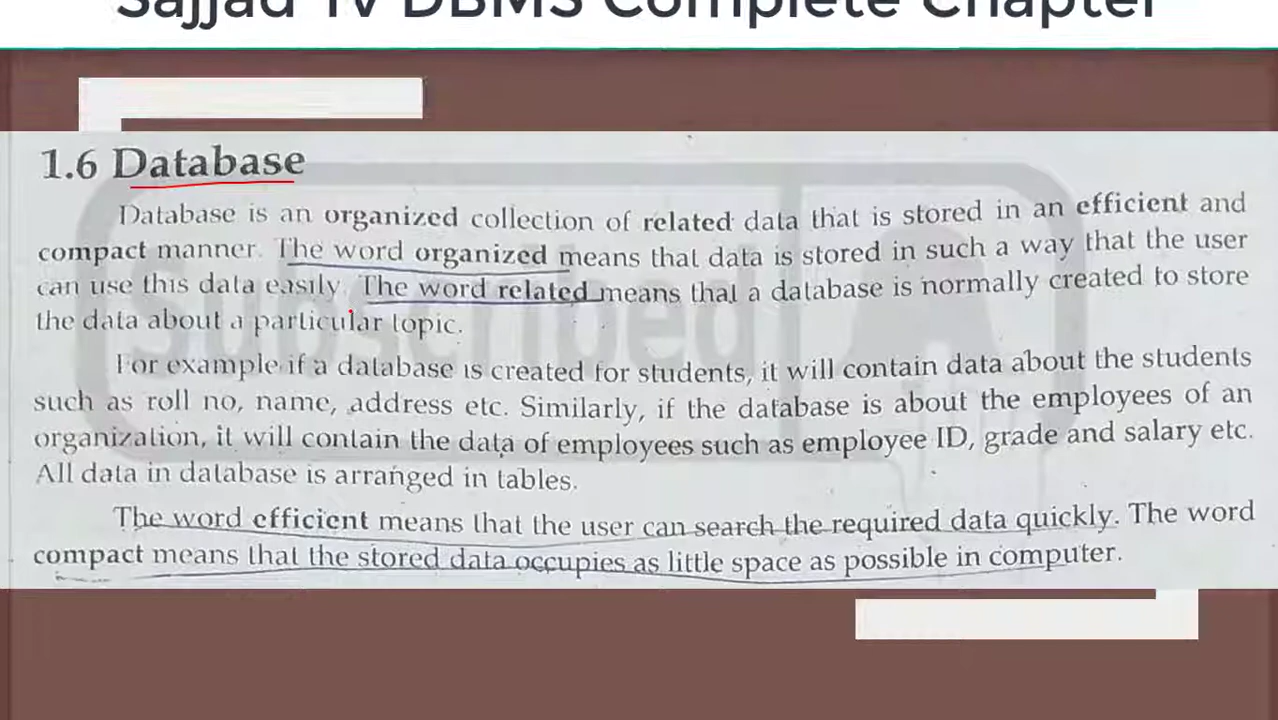 Sajjad Tv DBMS Complete Chapter
1.6 Database
Database is an organized collection of related data that is stored in an efficient and
compact manner. The word organized means that data is stored in such a way that the user
can use this data easily. The word related means that a database is normally created to store
the data about a particular topic.
For example if a database is created for students, it will contain data about the students
such as roll no, name, address etc. Similarly, if the database is about the employees of an
organization, it will contain the data of employees such as employee ID, grade and salary etc.
All data in database is arranged in tables.
The word efficient means that the user can search the required data quickly. The word
compact means that the stored data occupies as little space as possible in computer.
Subscribed